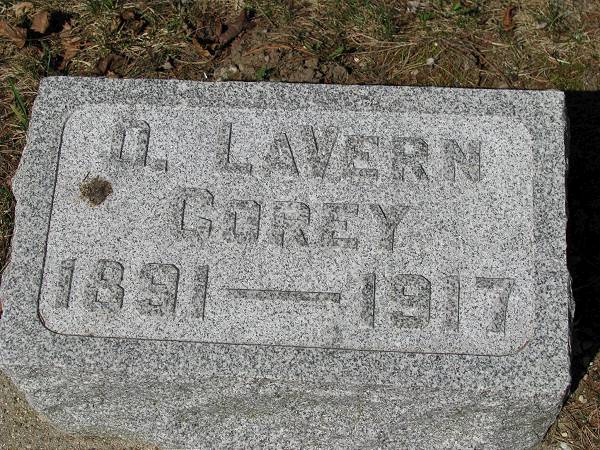 D. LAVERN
COREY
1891 — 1917